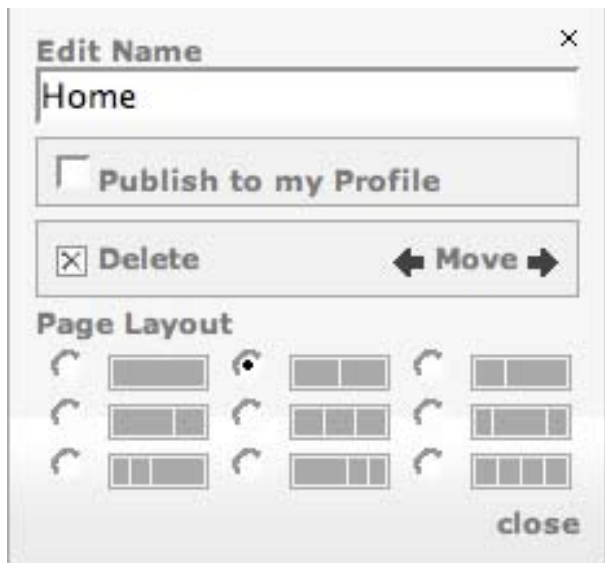 Edit Name
Home
Publish to my Profile
Delete Move
Page Layout
close